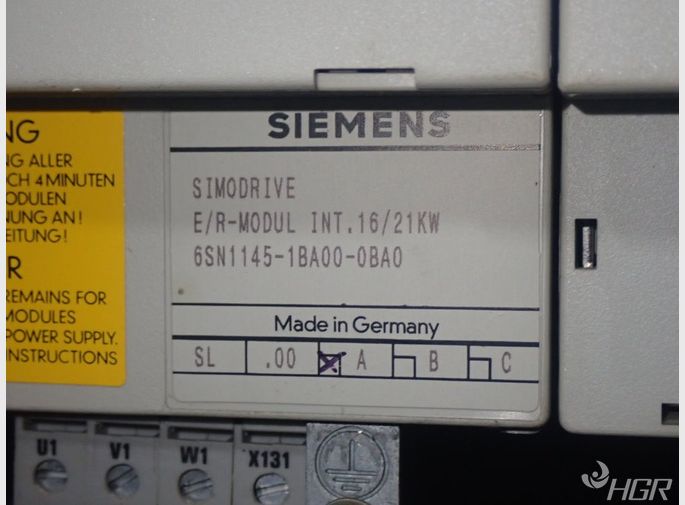 SIEMENS
SIMODRIVE
E/R-MODUL INT.16/21KW
6SN1145-1BA00-0BA0
Made in Germany
SL .00 A B C
NG
NG ALLER
OCH 4 MINUTEN
ODULEN
NUNG AN!
EITUNG!
R
REMAINS FOR
MODULES
POWER SUPPLY.
INSTRUCTIONS
U1 V1 W1 X131
HGR